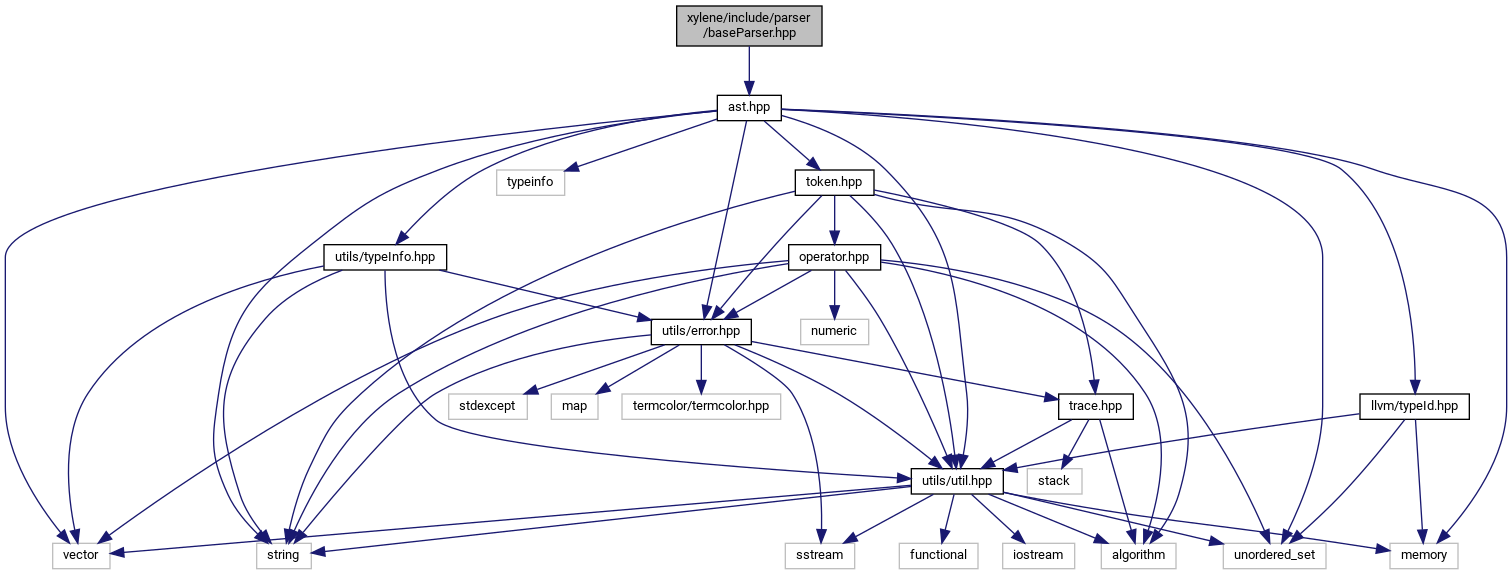 xylene/include/parser
/baseParser.hpp
ast.hpp
typeinfo
token.hpp
utils/typeInfo.hpp
operator.hpp
utils/error.hpp
numeric
stdexcept
map
termcolor/termcolor.hpp
trace.hpp
llvm/typeId.hpp
utils/util.hpp
stack
vector
string
sstream
functional
iostream
algorithm
unordered_set
memory